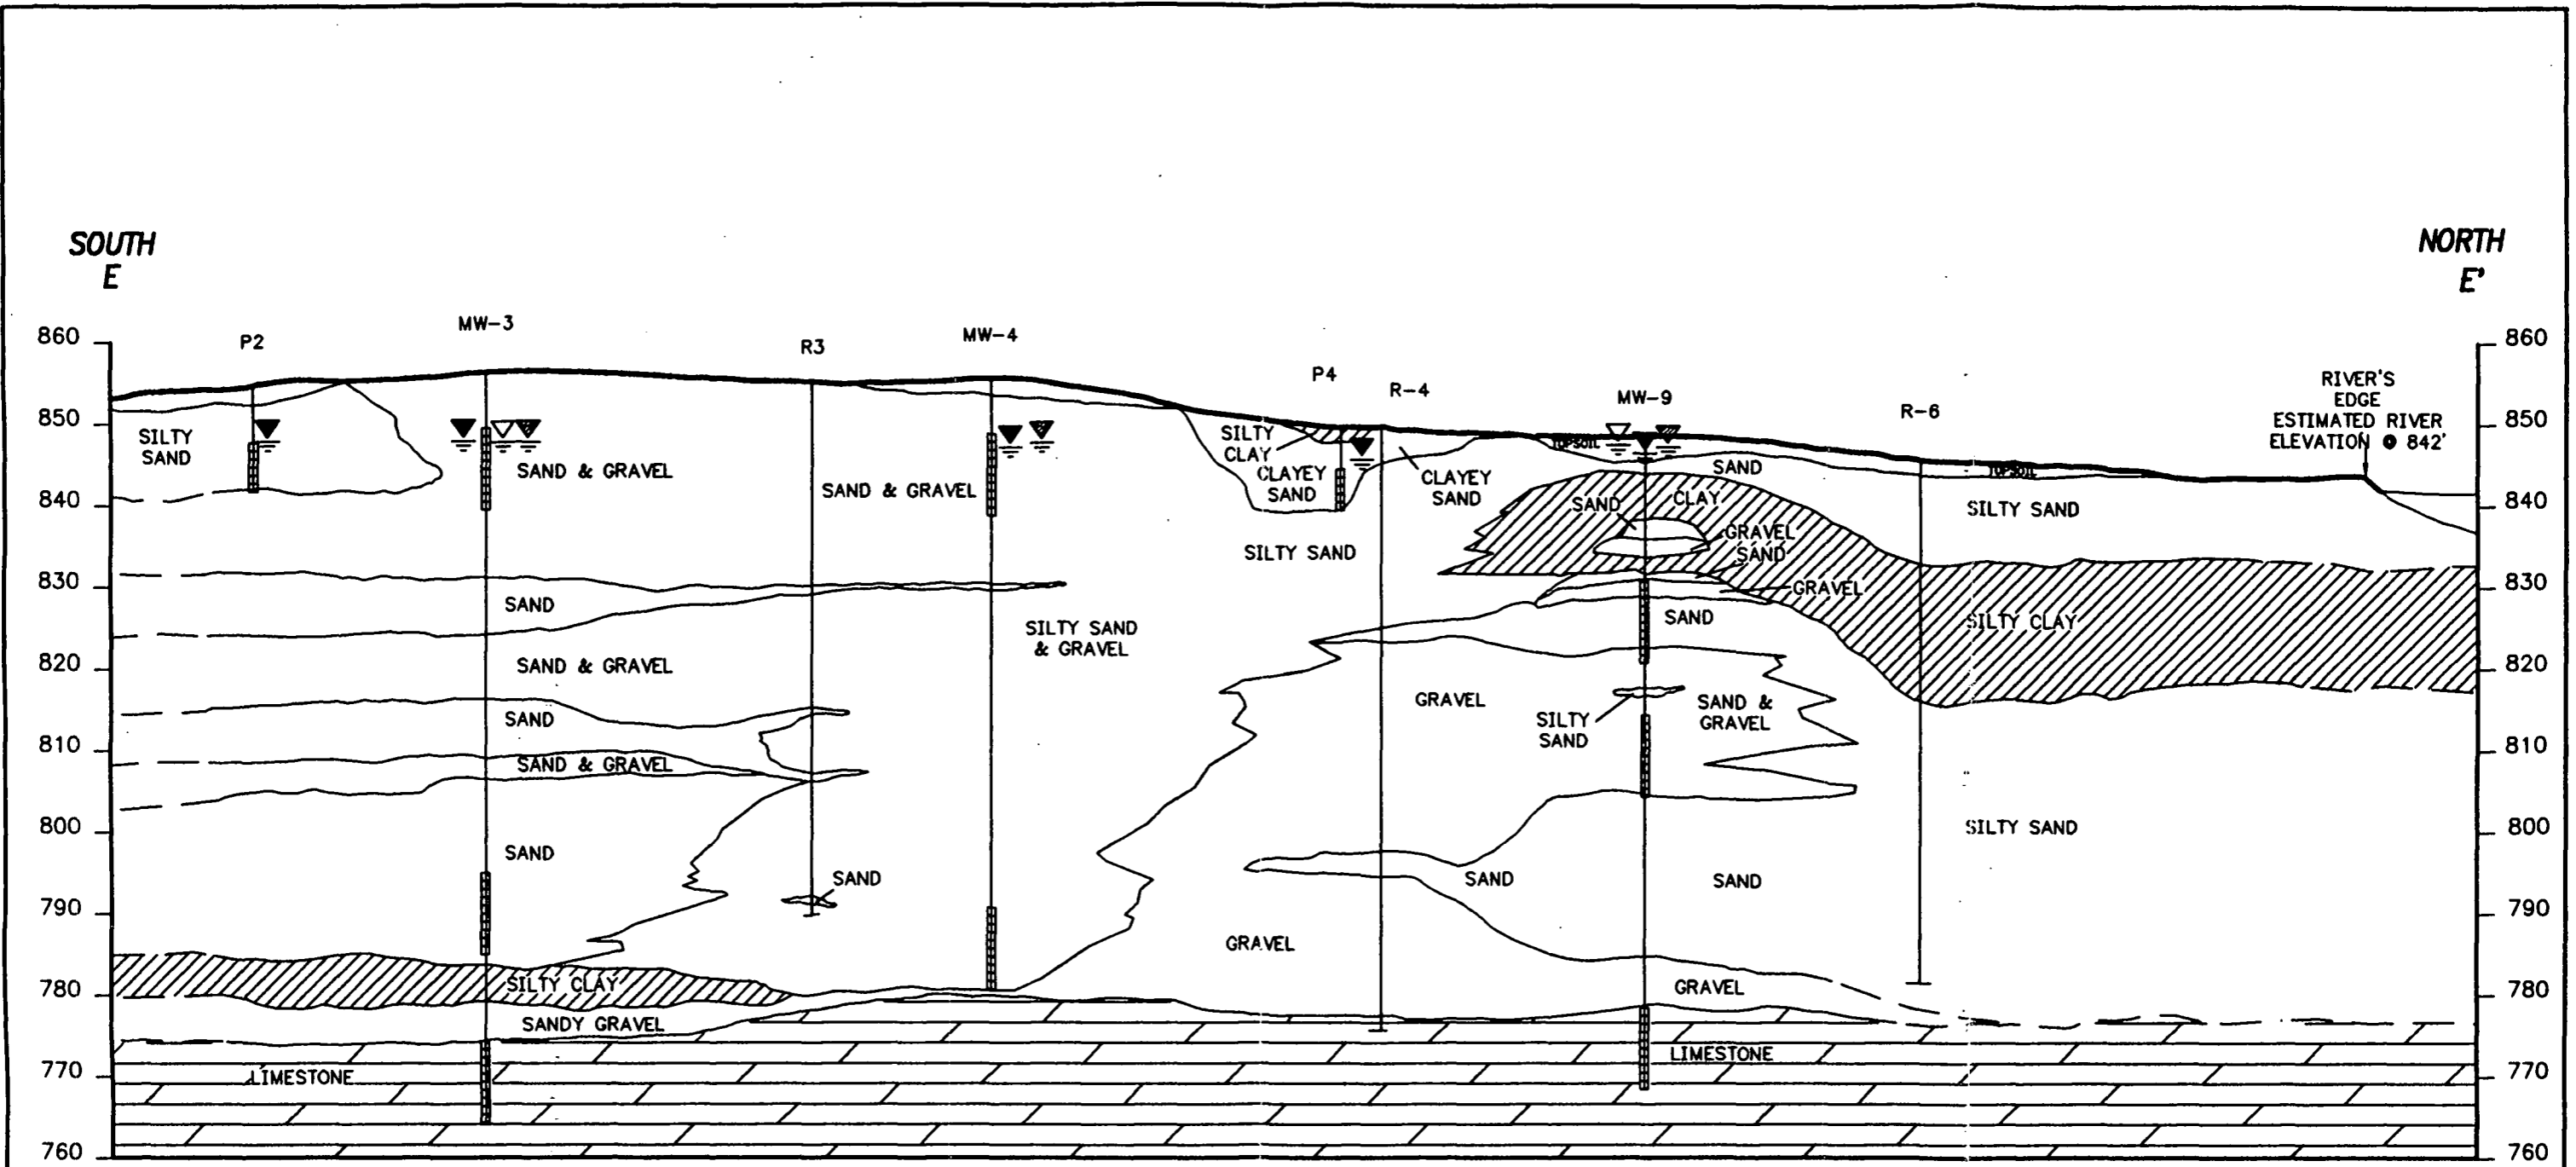 SOUTH
E
NORTH
E'
P2
MW-3
R3
MW-4
P4
R-4
MW-9
R-6
RIVER'S
EDGE
ESTIMATED RIVER
ELEVATION @ 842'
860
850
840
830
820
810
800
790
780
770
760
860
850
840
830
820
810
800
790
780
770
760
SILTY
SAND
SAND & GRAVEL
SAND & GRAVEL
SILTY
CLAY
CLAYEY
SAND
CLAYEY
SAND
TOPSOIL
SAND
TOPSOIL
SILTY SAND
CLAY
SAND
GRAVEL
SAND
SILTY SAND
GRAVEL
SAND
SAND
SILTY SAND
& GRAVEL
SILTY CLAY
SAND & GRAVEL
GRAVEL
SAND &
GRAVEL
SAND
SILTY
SAND
SAND & GRAVEL
SILTY SAND
SAND
SAND
SAND
SAND
GRAVEL
SILTY CLAY
GRAVEL
SANDY GRAVEL
LIMESTONE
LIMESTONE